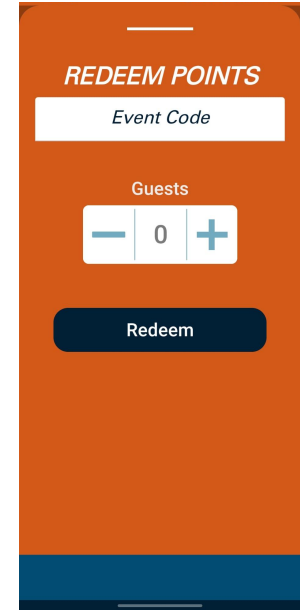 REDEEM POINTS
Event Code
Guests
0
Redeem